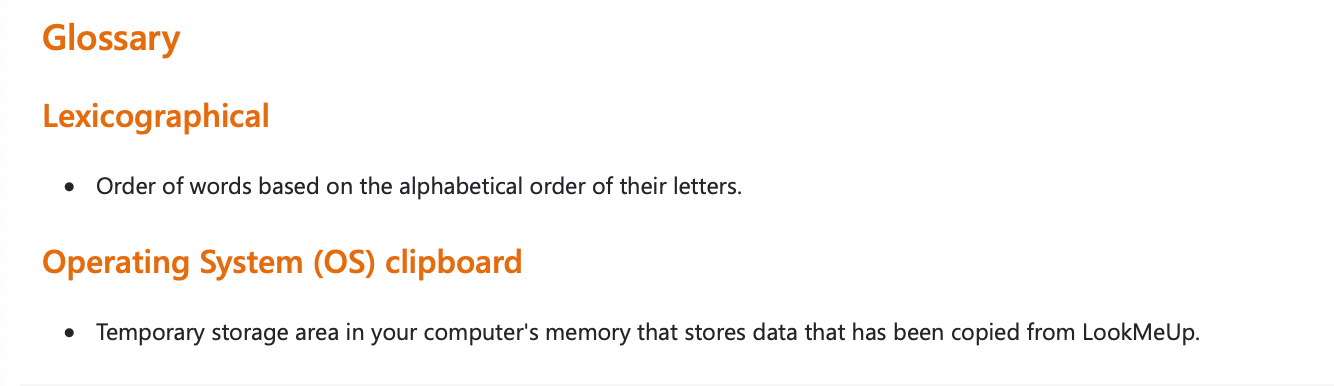 Glossary
Lexicographical
• Order of words based on the alphabetical order of their letters.
Operating System (OS) clipboard
• Temporary storage area in your computer's memory that stores data that has been copied from LookMeUp.